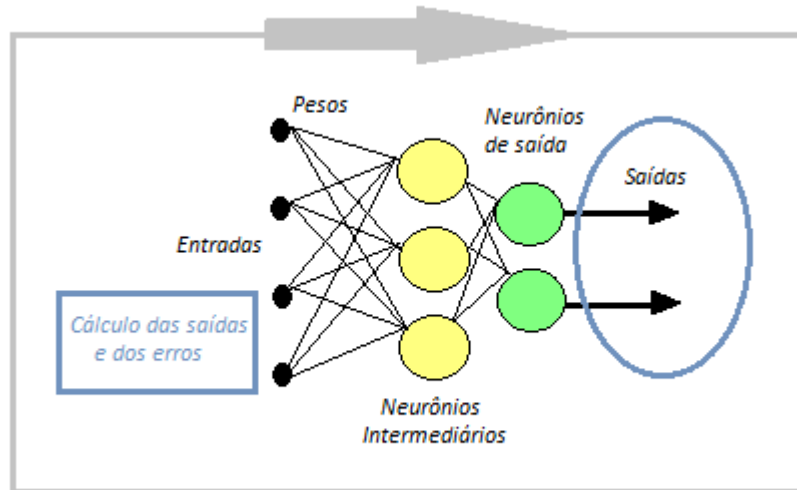 Pesos
Neurônios
de saída
Saídas
Entradas
Cálculo das saídas
e dos erros
Neurônios
Intermediários